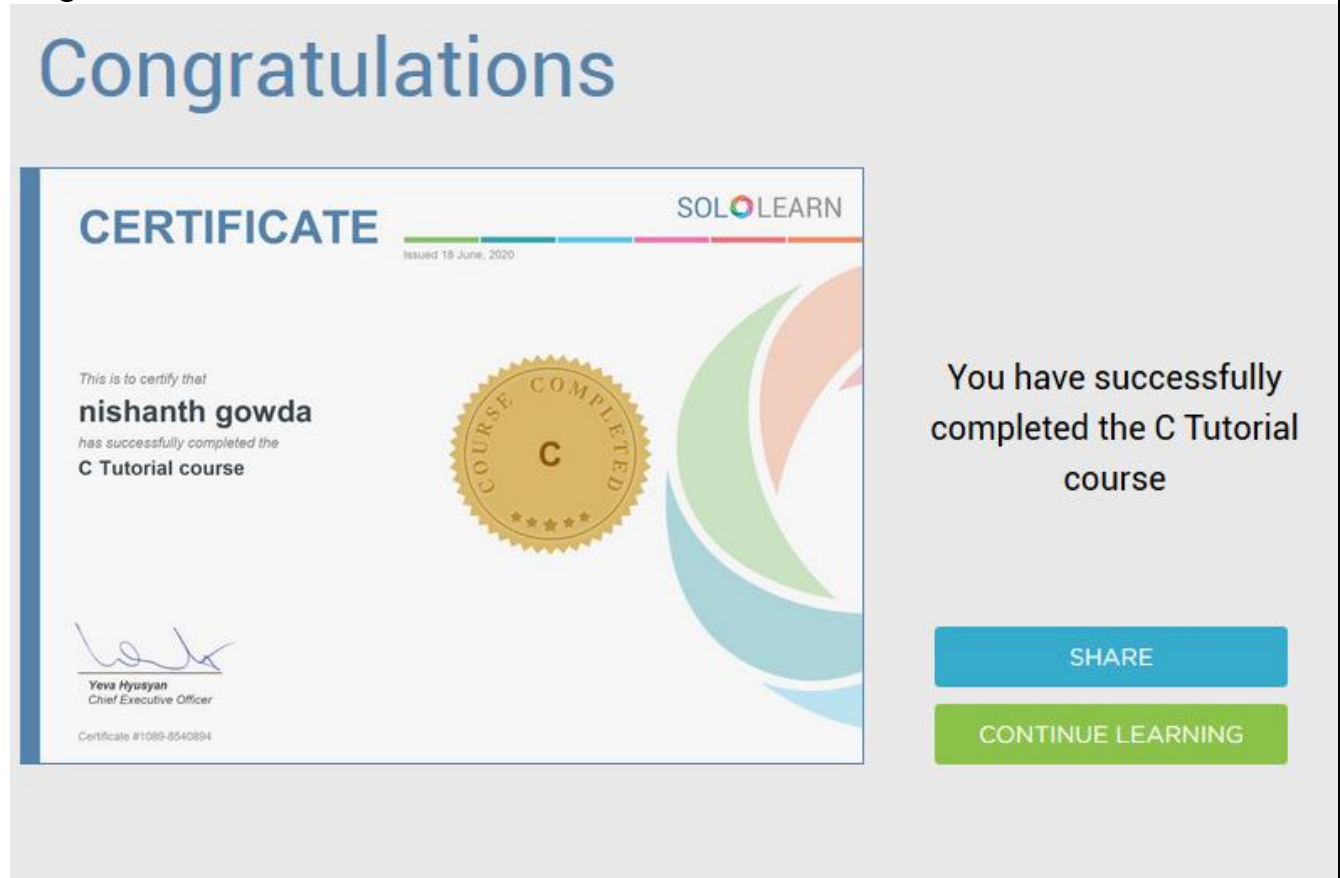 Congratulations
CERTIFICATE
SOLOLEARN
Issued 18 June, 2020
This is to certify that
nishanth gowda
has successfully completed the
C Tutorial course
COURSE COMPLETED
C
Yeva Hyusyan
Chief Executive Officer
Certificate #1089-8540894
You have successfully
completed the C Tutorial
course
SHARE
CONTINUE LEARNING